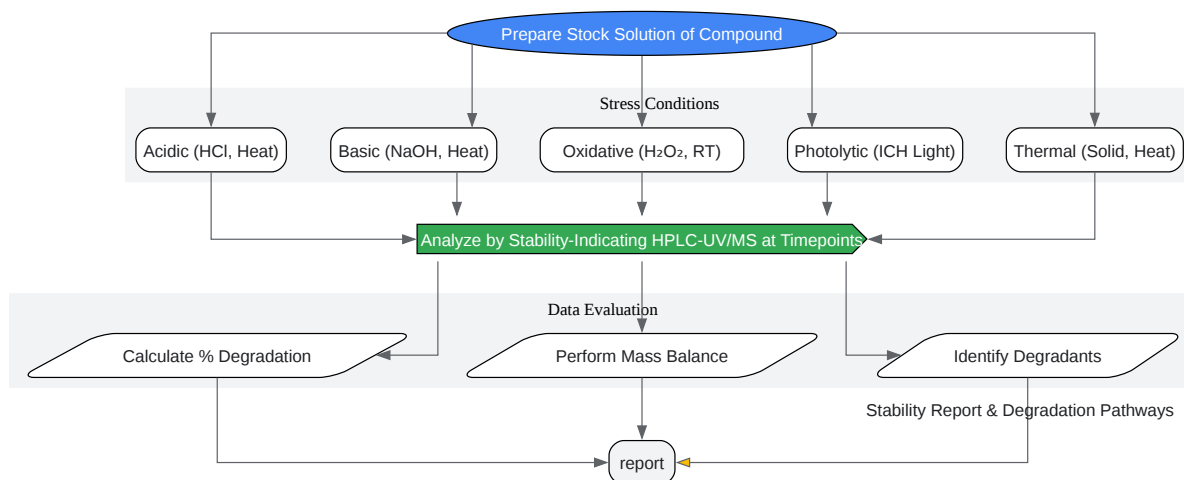 Prepare Stock Solution of Compound
Stress Conditions
Acidic (HCl, Heat)
Basic (NaOH, Heat)
Oxidative (H₂O₂, RT)
Photolytic (ICH Light)
Thermal (Solid, Heat)
Analyze by Stability-Indicating HPLC-UV/MS at Timepoints
Data Evaluation
Calculate % Degradation
Perform Mass Balance
Identify Degradants
Stability Report & Degradation Pathways
report